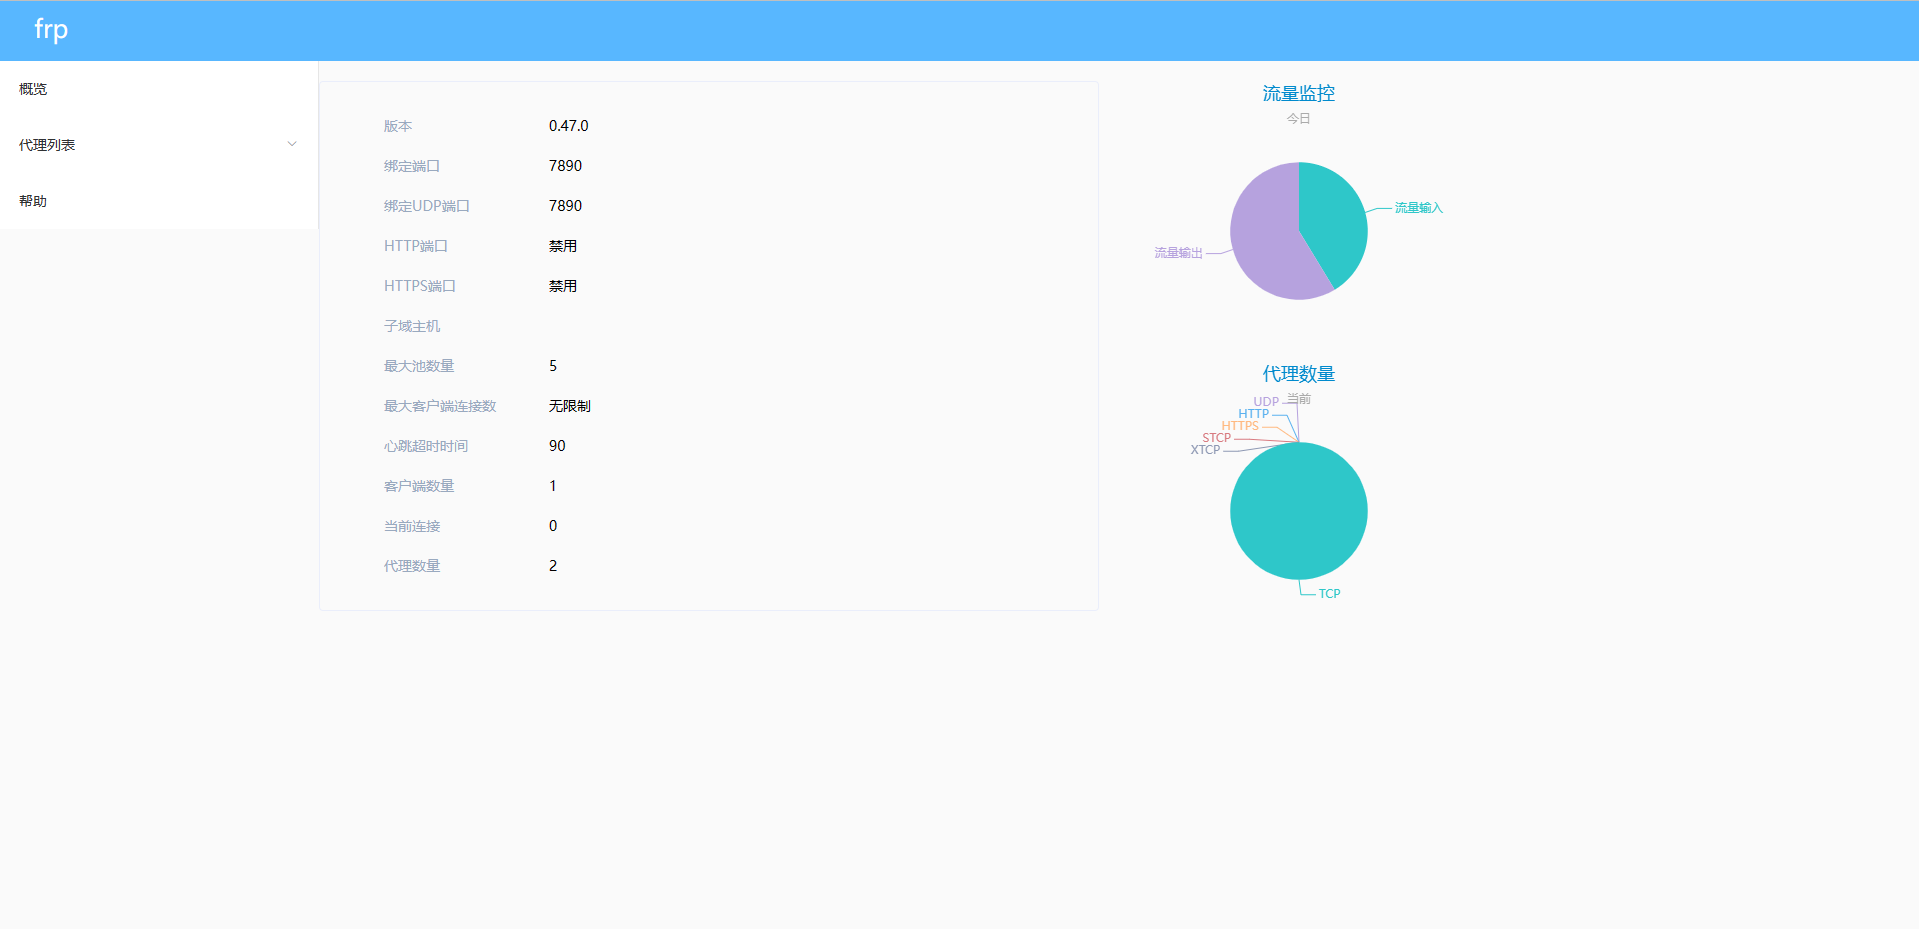 frp
概览
代理列表
帮助
版本 0.47.0
绑定端口 7890
绑定UDP端口 7890
HTTP端口 禁用
HTTPS端口 禁用
子域主机
最大池数量 5
最大客户端连接数 无限制
心跳超时时间 90
客户端数量 1
当前连接 0
代理数量 2
流量监控
今日
流量输入
流量输出
代理数量
当前
UDP
HTTP
HTTPS
STCP
XTCP
TCP